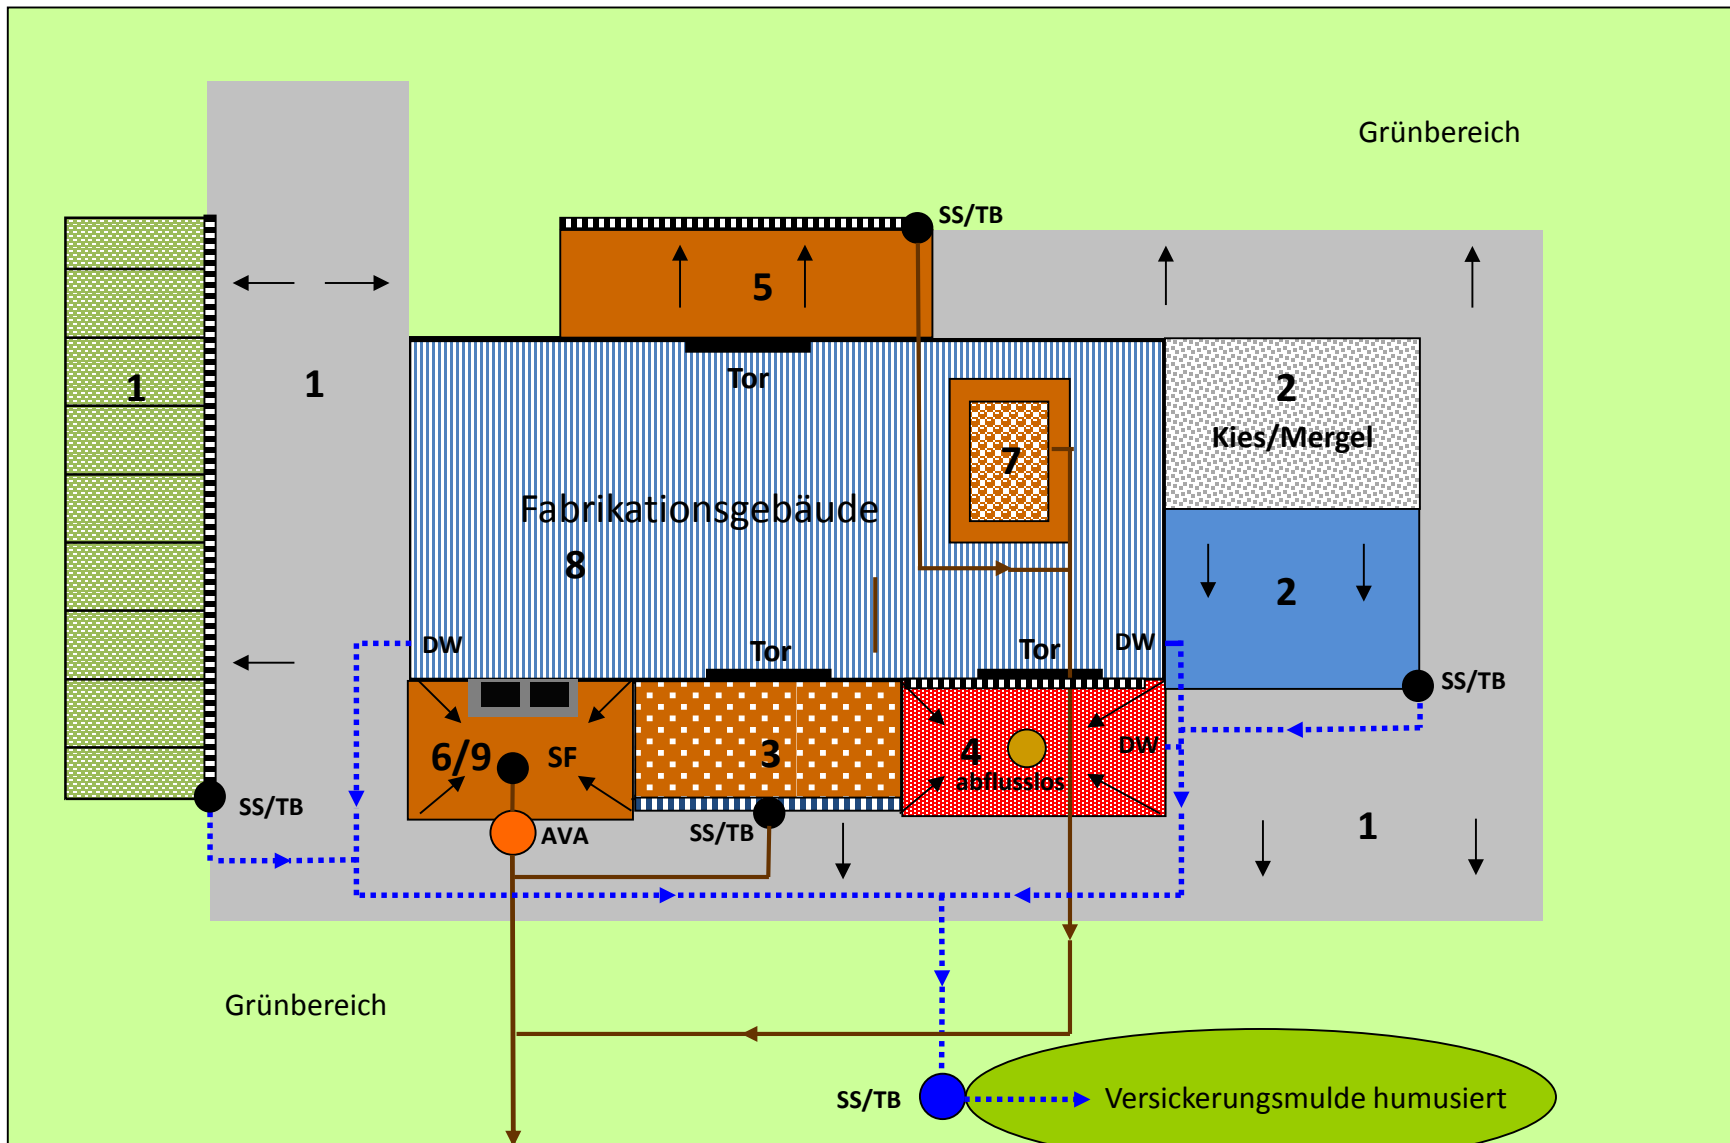 Grünbereich
SS/TB
5
1
1
Tor
2
Kies/Mergel
7
Fabrikationsgebäude
8
2
DW
Tor
Tor
DW
SS/TB
6/9
SF
3
4
DW
abflusslos
SS/TB
AVA
SS/TB
1
Grünbereich
SS/TB
Versickerungsmulde humusiert